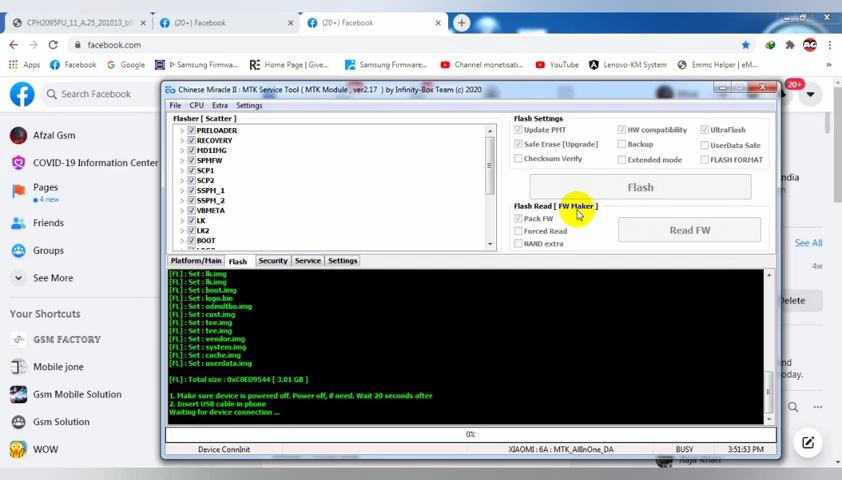 CPH2095PU_11_A.25_201013_b
(20+) Facebook
(20+) Facebook
facebook.com
Apps
Facebook
Google
Samsung Firmwa...
Home Page | Give...
Samsung Firmwar...
Channel monetisati...
YouTube
Lenovo-KM System
Emmc Helper | eM...
Search Facebook
20+
Afzal Gsm
COVID-19 Information Center
Pages
4 new
Friends
Groups
See More
Your Shortcuts
GSM FACTORY
Mobile jone
Gsm Mobile Solution
Gsm Solution
WOW
Chinese Miracle II : MTK Service Tool ( MTK Module , ver2.17 ) by Infinity-Box Team (c) 2020
File CPU Extra Settings
Flasher [ Scatter ]
PRELOADER
RECOVERY
MD1IMG
SPMFW
SCP1
SCP2
SSPM_1
SSPM_2
VBMETA
LK
LK2
BOOT
Flash Settings
Update PMT
HW compatibility
UltraFlash
Safe Erase [Upgrade]
Backup
UserData Safe
Checksum Verify
Extended mode
FLASH FORMAT
Flash
Flash Read [ FW Maker ]
Pack FW
Forced Read
NAND extra
Read FW
Platform/Main Flash Security Service Settings
[FL] : Set : lk.img
[FL] : Set : lk.img
[FL] : Set : boot.img
[FL] : Set : logo.bin
[FL] : Set : odmdtbo.img
[FL] : Set : cust.img
[FL] : Set : tee.img
[FL] : Set : tee.img
[FL] : Set : vendor.img
[FL] : Set : system.img
[FL] : Set : cache.img
[FL] : Set : userdata.img
[FL] : Total size : 0xC0ED9544 [ 3.01 GB ]
1. Make sure device is powered off. Power off, if need. Wait 20 seconds after
2. Insert USB cable in phone
Waiting for device connection ...
0%
Device ConnInit
XIAOMI : 6A : MTK_AllInOne_DA
BUSY
3:51:53 PM
ndia
See All
4w
Delete
nd
today.
Raja Khan